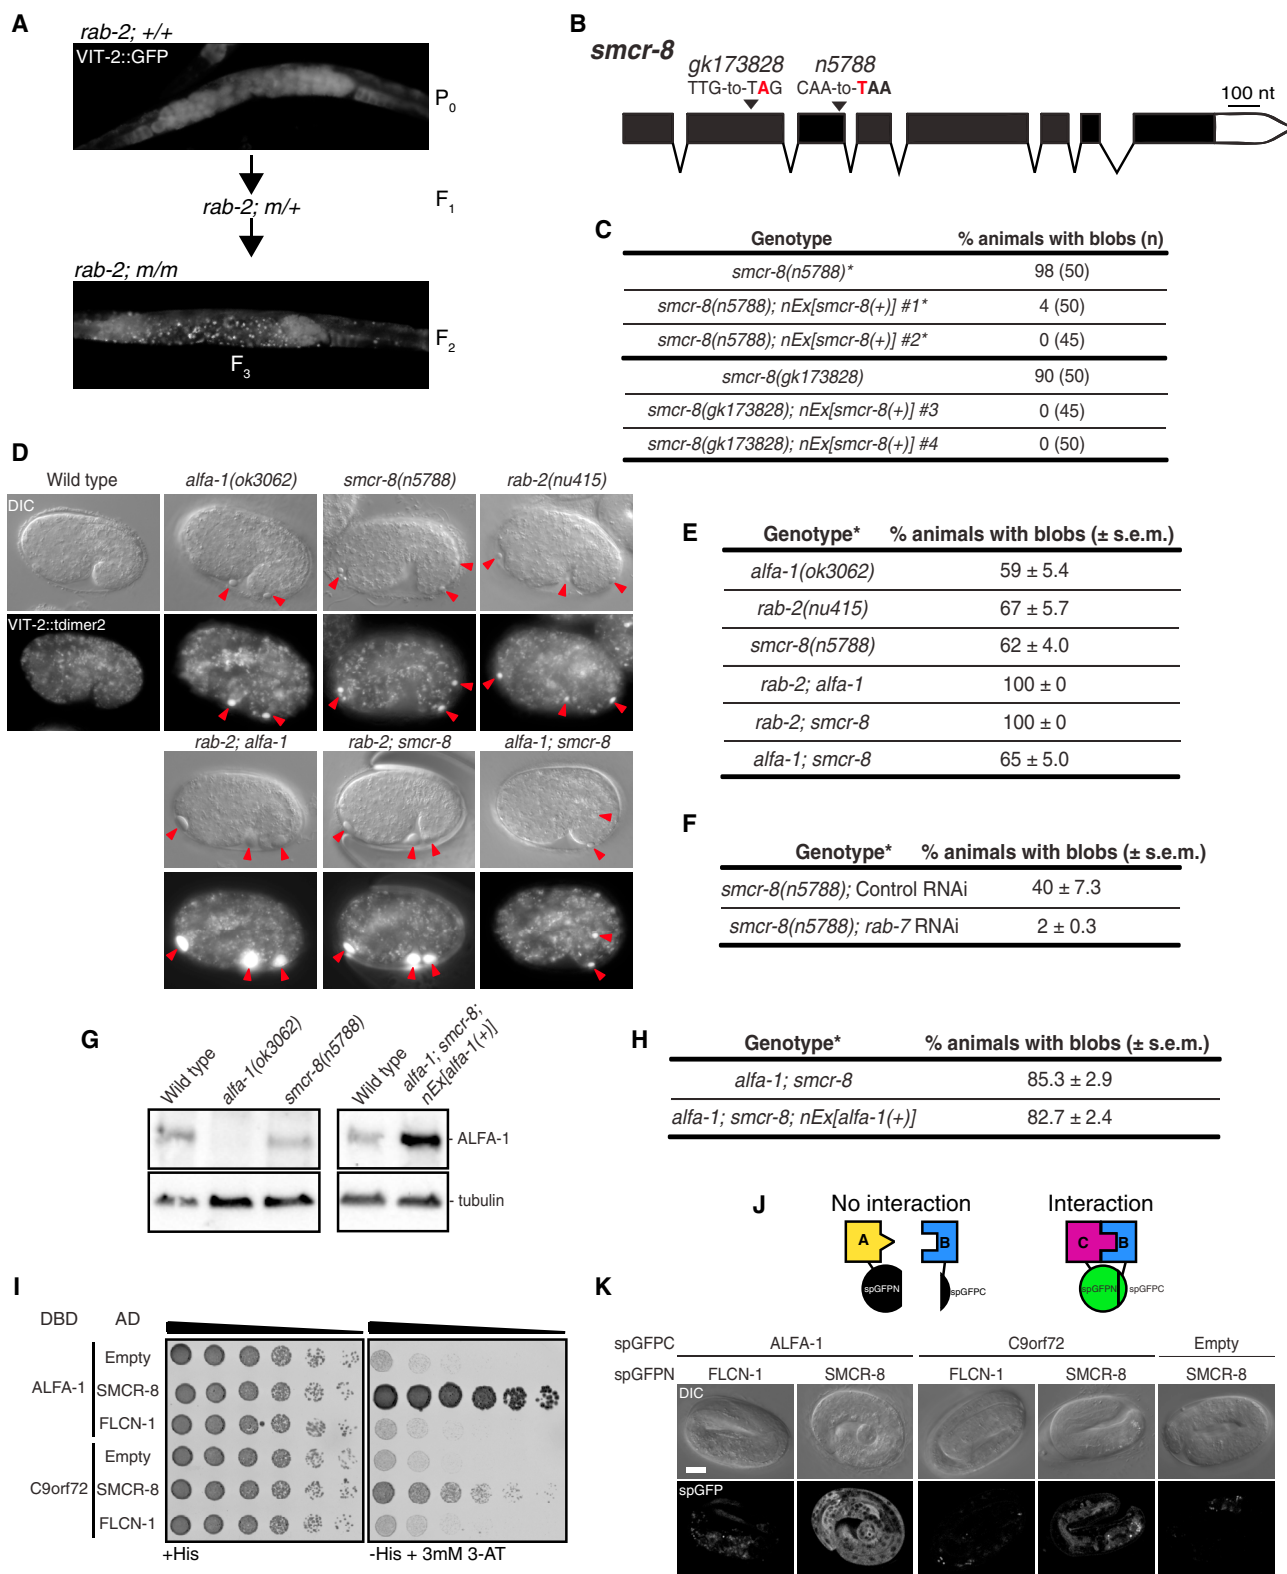 A
rab-2; +/+
VIT-2::GFP
P0
rab-2; m/+
F1
rab-2; m/m
F2
F3
B
smcr-8
gk173828
n5788
TTG-to-TAG
CAA-to-TAA
100 nt
C
Genotype
% animals with blobs (n)
smcr-8(n5788)*
98 (50)
smcr-8(n5788); nEx[smcr-8(+)] #1*
4 (50)
smcr-8(n5788); nEx[smcr-8(+)] #2*
0 (45)
smcr-8(gk173828)
90 (50)
smcr-8(gk173828); nEx[smcr-8(+)] #3
0 (45)
smcr-8(gk173828); nEx[smcr-8(+)] #4
0 (50)
D
Wild type
alfa-1(ok3062)
smcr-8(n5788)
rab-2(nu415)
DIC
VIT-2::tdimer2
rab-2; alfa-1
rab-2; smcr-8
alfa-1; smcr-8
E
Genotype*
% animals with blobs (± s.e.m.)
alfa-1(ok3062)
59 ± 5.4
rab-2(nu415)
67 ± 5.7
smcr-8(n5788)
62 ± 4.0
rab-2; alfa-1
100 ± 0
rab-2; smcr-8
100 ± 0
alfa-1; smcr-8
65 ± 5.0
F
Genotype*
% animals with blobs (± s.e.m.)
smcr-8(n5788); Control RNAi
40 ± 7.3
smcr-8(n5788); rab-7 RNAi
2 ± 0.3
G
Wild type
alfa-1(ok3062)
smcr-8(n5788)
Wild type
alfa-1; smcr-8;
nEx[alfa-1(+)]
- ALFA-1
- tubulin
H
Genotype*
% animals with blobs (± s.e.m.)
alfa-1; smcr-8
85.3 ± 2.9
alfa-1; smcr-8; nEx[alfa-1(+)]
82.7 ± 2.4
I
DBD
AD
ALFA-1
Empty
SMCR-8
FLCN-1
C9orf72
Empty
SMCR-8
FLCN-1
+His
-His + 3mM 3-AT
J
No interaction
Interaction
A
B
C
B
spGFPN
spGFPC
spGFPN
spGFPC
K
spGFPC
ALFA-1
C9orf72
Empty
spGFPN
FLCN-1
SMCR-8
FLCN-1
SMCR-8
SMCR-8
DIC
spGFP